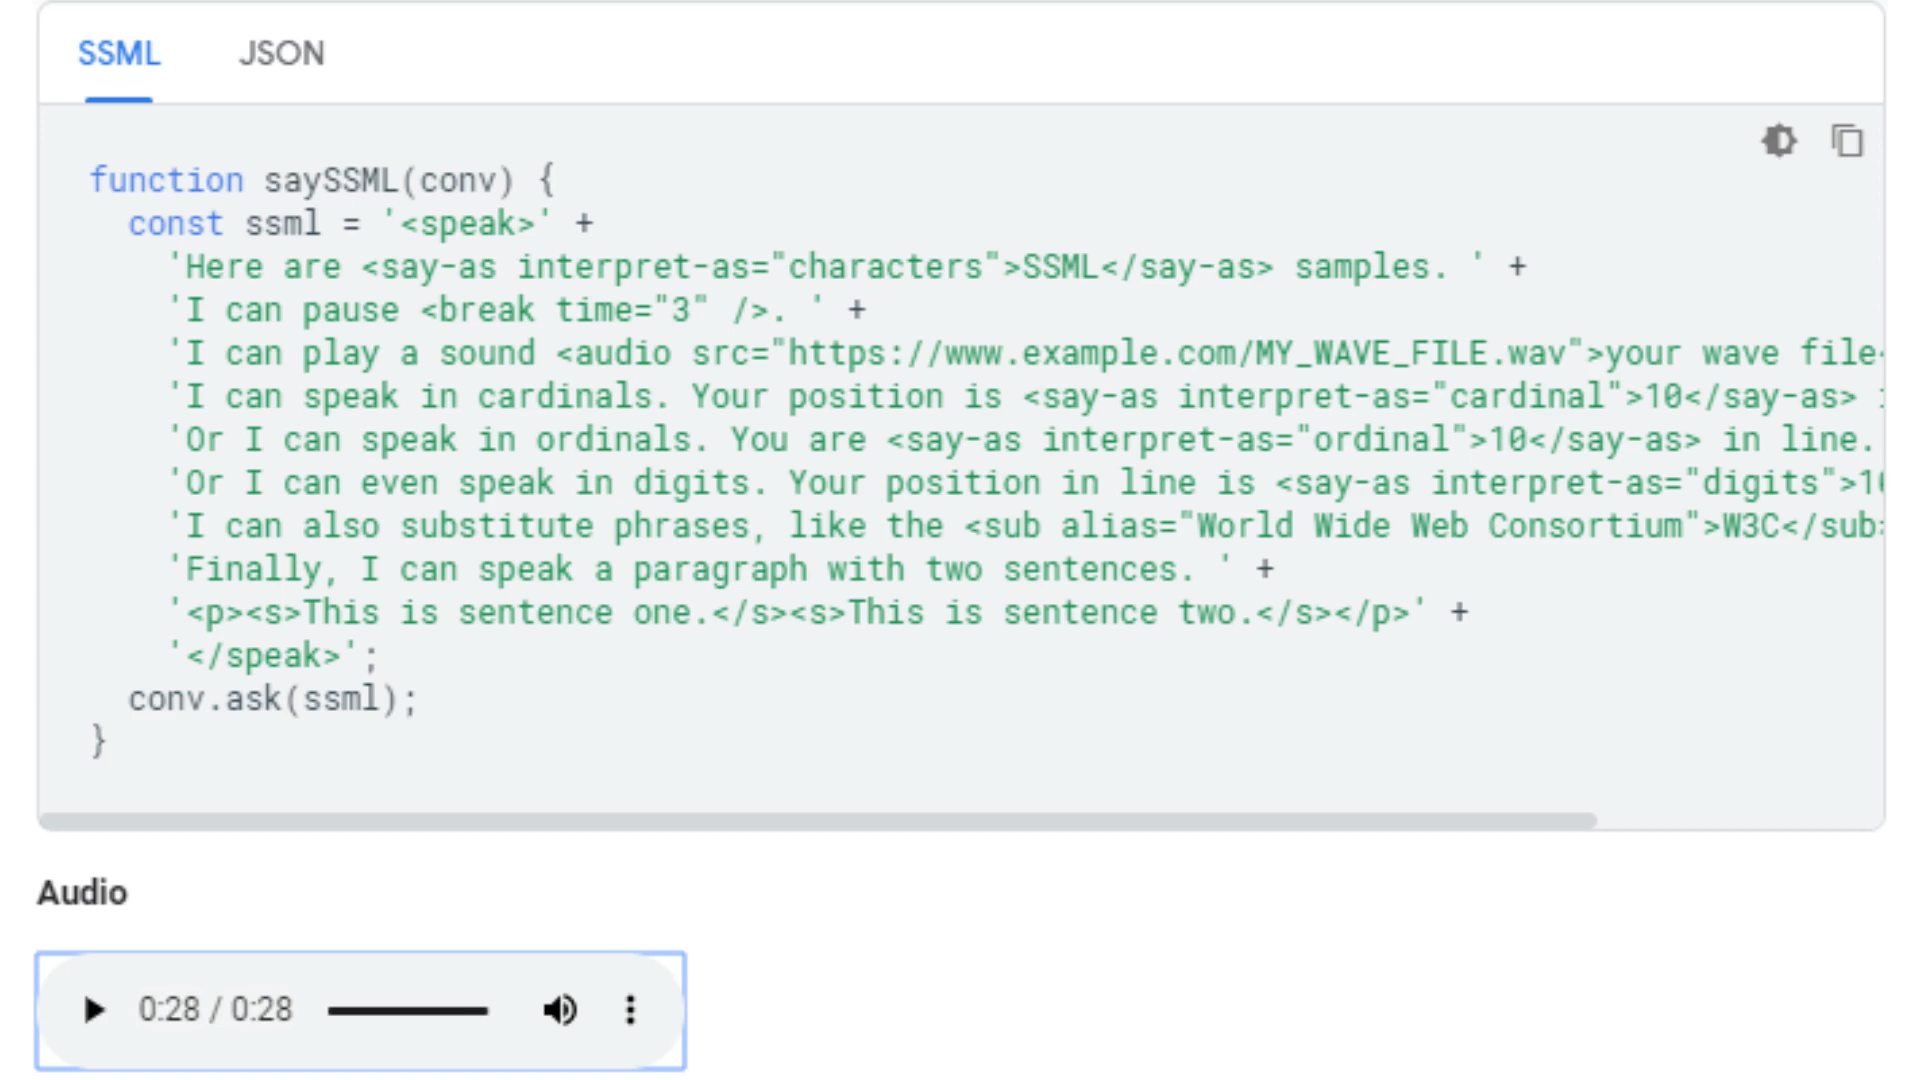 SSML JSON
function saySSML(conv) {
const ssml = '<speak>' +
'Here are <say-as interpret-as="characters">SSML</say-as> samples. ' +
'I can pause <break time="3" />. ' +
'I can play a sound <audio src="https://www.example.com/MY_WAVE_FILE.wav">your wave file
'I can speak in cardinals. Your position is <say-as interpret-as="cardinal">10</say-as>
'Or I can speak in ordinals. You are <say-as interpret-as="ordinal">10</say-as> in line.
'Or I can even speak in digits. Your position in line is <say-as interpret-as="digits">1
'I can also substitute phrases, like the <sub alias="World Wide Web Consortium">W3C</sub
'Finally, I can speak a paragraph with two sentences. ' +
'<p><s>This is sentence one.</s><s>This is sentence two.</s></p>' +
'</speak>';
conv.ask(ssml);
}
Audio
0:28 / 0:28